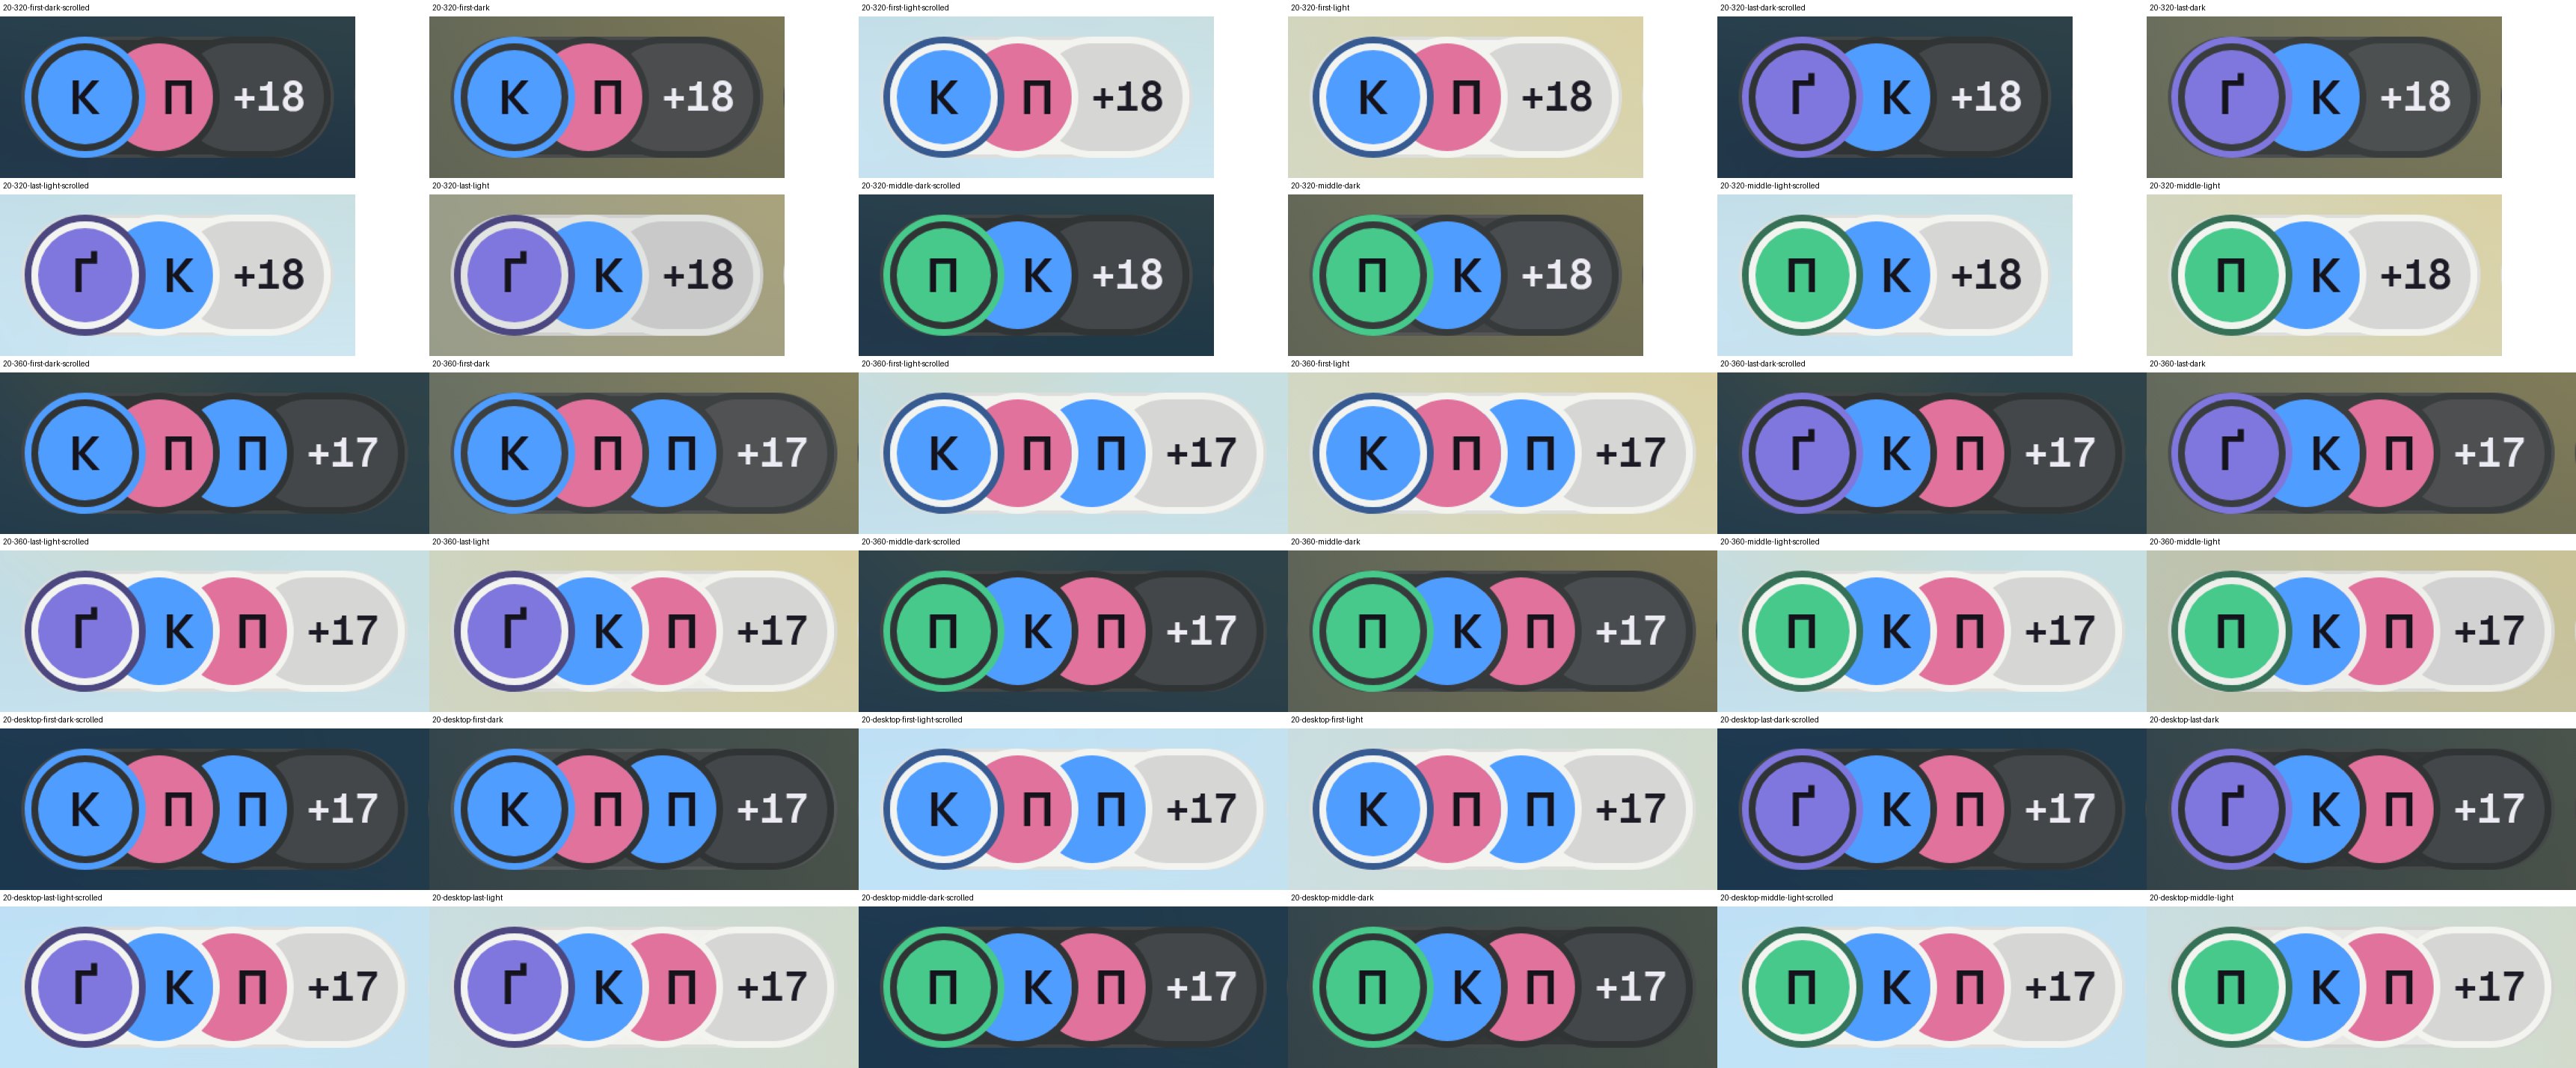 20-320-first-dark-scrolled 20-320-first-dark 20-320-first-light-scrolled 20-320-first-light 20-320-last-dark-scrolled 20-320-last-dark
К П +18 К П +18 К П +18 К П +18 Ґ К +18 Ґ К +18
20-320-last-light-scrolled 20-320-last-light 20-320-middle-dark-scrolled 20-320-middle-dark 20-320-middle-light-scrolled 20-320-middle-light
Ґ К +18 Ґ К +18 П К +18 П К +18 П К +18 П К +18
20-360-first-dark-scrolled 20-360-first-dark 20-360-first-light-scrolled 20-360-first-light 20-360-last-dark-scrolled 20-360-last-dark
К П П +17 К П П +17 К П П +17 К П П +17 Ґ К П +17 Ґ К П +17
20-360-last-light-scrolled 20-360-last-light 20-360-middle-dark-scrolled 20-360-middle-dark 20-360-middle-light-scrolled 20-360-middle-light
Ґ К П +17 Ґ К П +17 П К П +17 П К П +17 П К П +17 П К П +17
20-desktop-first-dark-scrolled 20-desktop-first-dark 20-desktop-first-light-scrolled 20-desktop-first-light 20-desktop-last-dark-scrolled 20-desktop-last-dark
К П П +17 К П П +17 К П П +17 К П П +17 Ґ К П +17 Ґ К П +17
20-desktop-last-light-scrolled 20-desktop-last-light 20-desktop-middle-dark-scrolled 20-desktop-middle-dark 20-desktop-middle-light-scrolled 20-desktop-middle-light
Ґ К П +17 Ґ К П +17 П К П +17 П К П +17 П К П +17 П К П +17